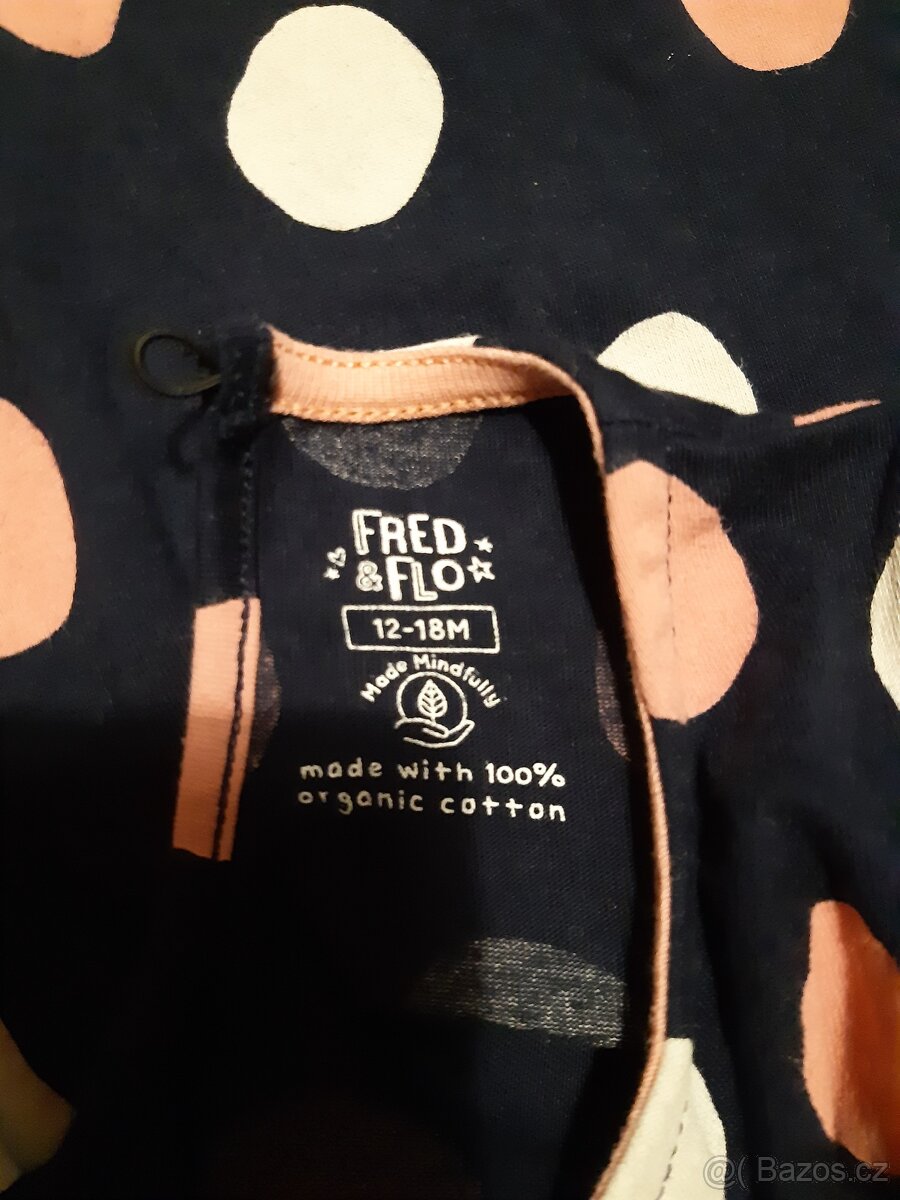 FRED
&FLO
12-18M
Made Mindfully
made with 100%
organic cotton
@( Bazos.cz